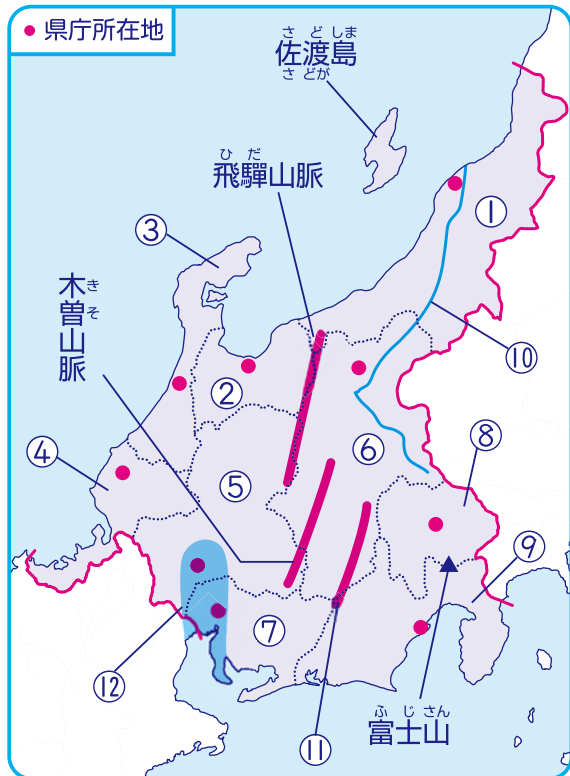 県庁所在地
さどしま
佐渡島
さどが
ひだ
飛驒山脈
①
③
きそ
木曽山脈
⑩
②
⑥
⑧
④
⑤
⑨
⑦
⑫
ふじさん
富士山
⑪